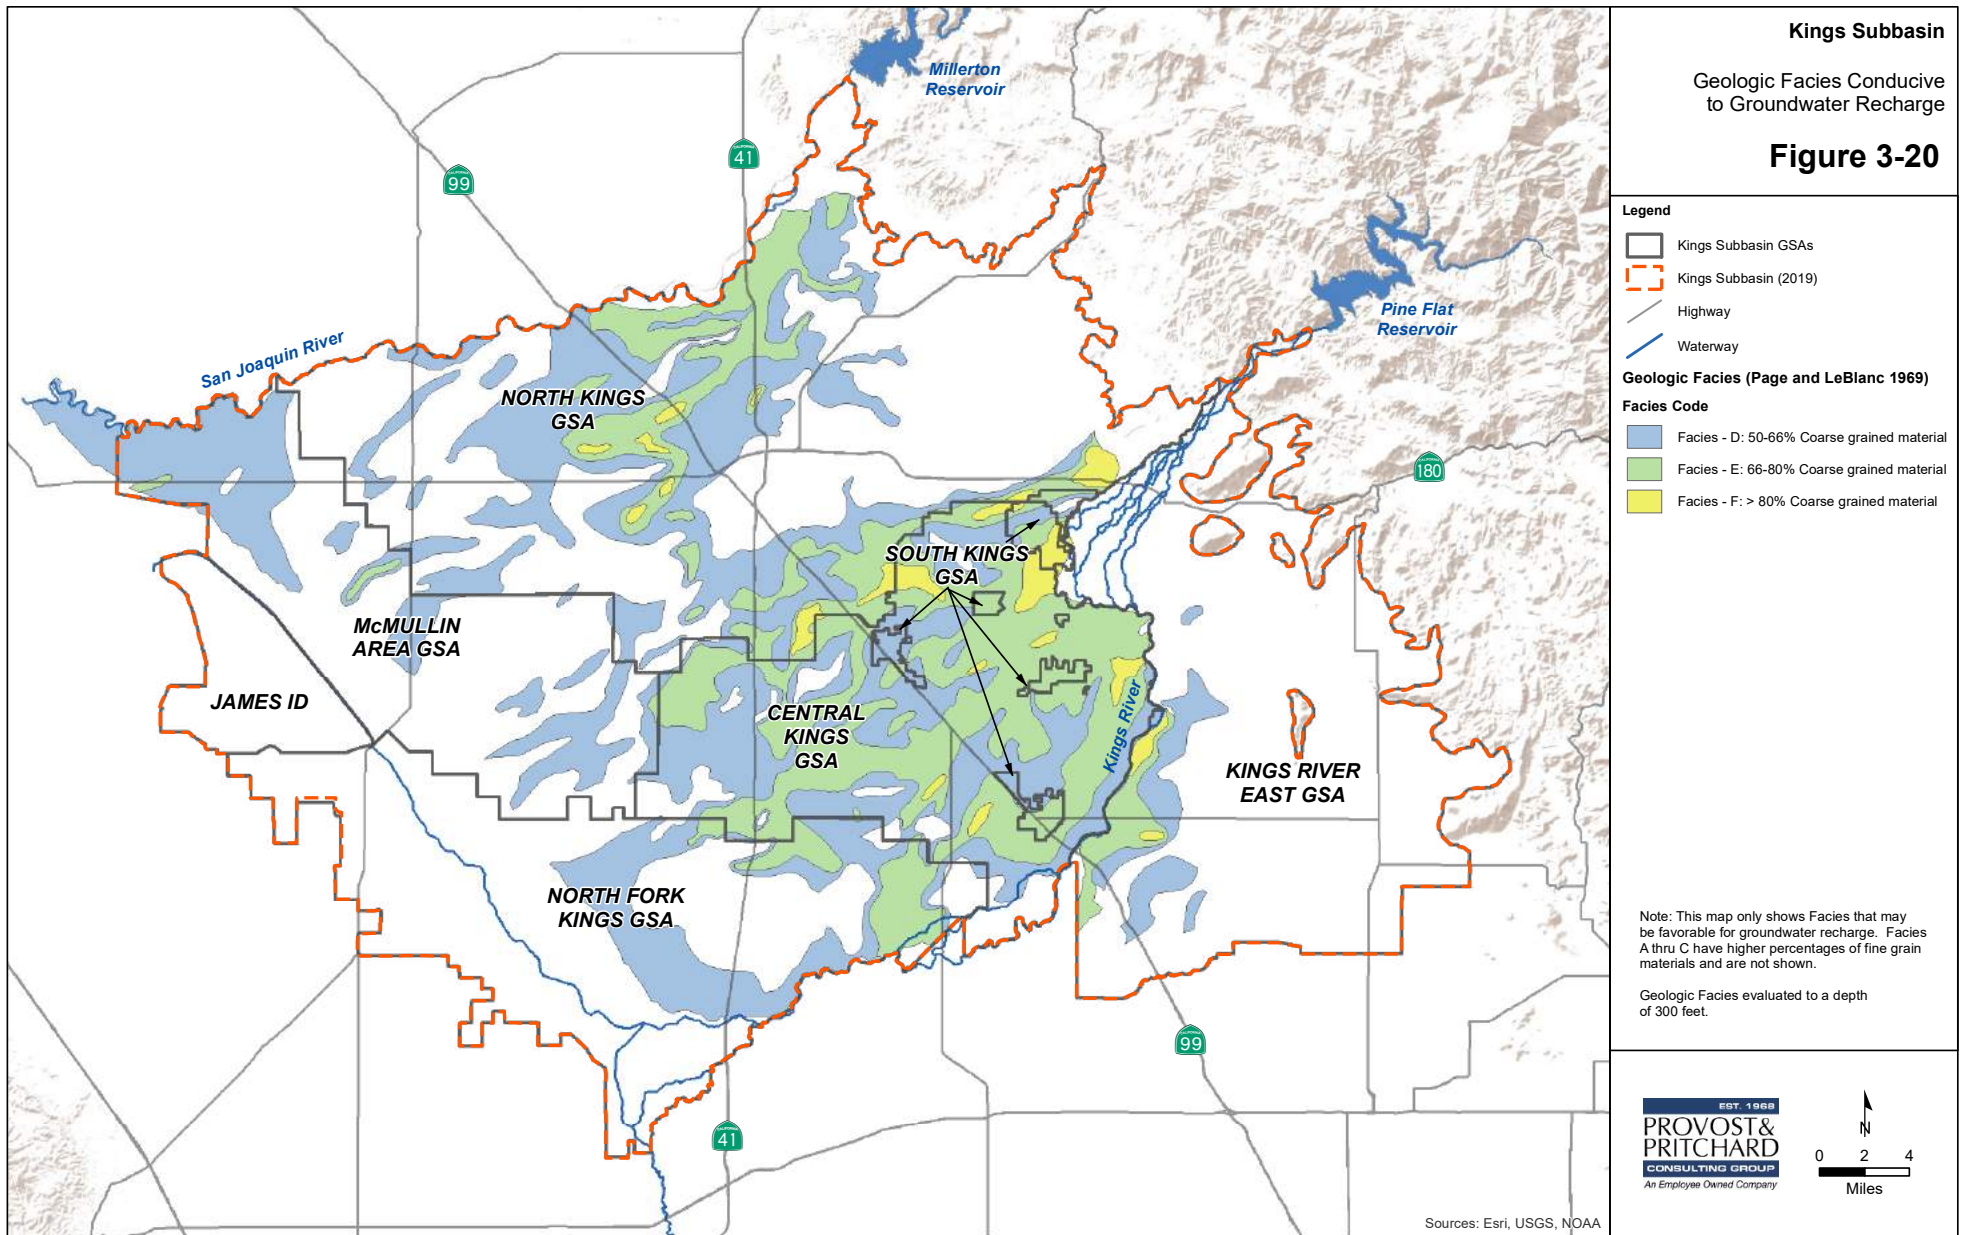 Kings Subbasin
Geologic Facies Conducive
to Groundwater Recharge
Figure 3-20
Legend
Kings Subbasin GSAs
Kings Subbasin (2019)
Highway
Waterway
Geologic Facies (Page and LeBlanc 1969)
Facies Code
Facies - D: 50-66% Coarse grained material
Facies - E: 66-80% Coarse grained material
Facies - F: > 80% Coarse grained material
Note: This map only shows Facies that may
be favorable for groundwater recharge. Facies
A thru C have higher percentages of fine grain
materials and are not shown.
Geologic Facies evaluated to a depth
of 300 feet.
EST. 1968
PROVOST&
PRITCHARD
CONSULTING GROUP
An Employee Owned Company
N
0 2 4
Miles
Millerton
Reservoir
CALIFORNIA
41
CALIFORNIA
99
Pine Flat
Reservoir
San Joaquin River
NORTH KINGS
GSA
CALIFORNIA
180
SOUTH KINGS
GSA
McMULLIN
AREA GSA
JAMES ID
CENTRAL
KINGS
GSA
Kings River
KINGS RIVER
EAST GSA
NORTH FORK
KINGS GSA
CALIFORNIA
99
CALIFORNIA
41
Sources: Esri, USGS, NOAA